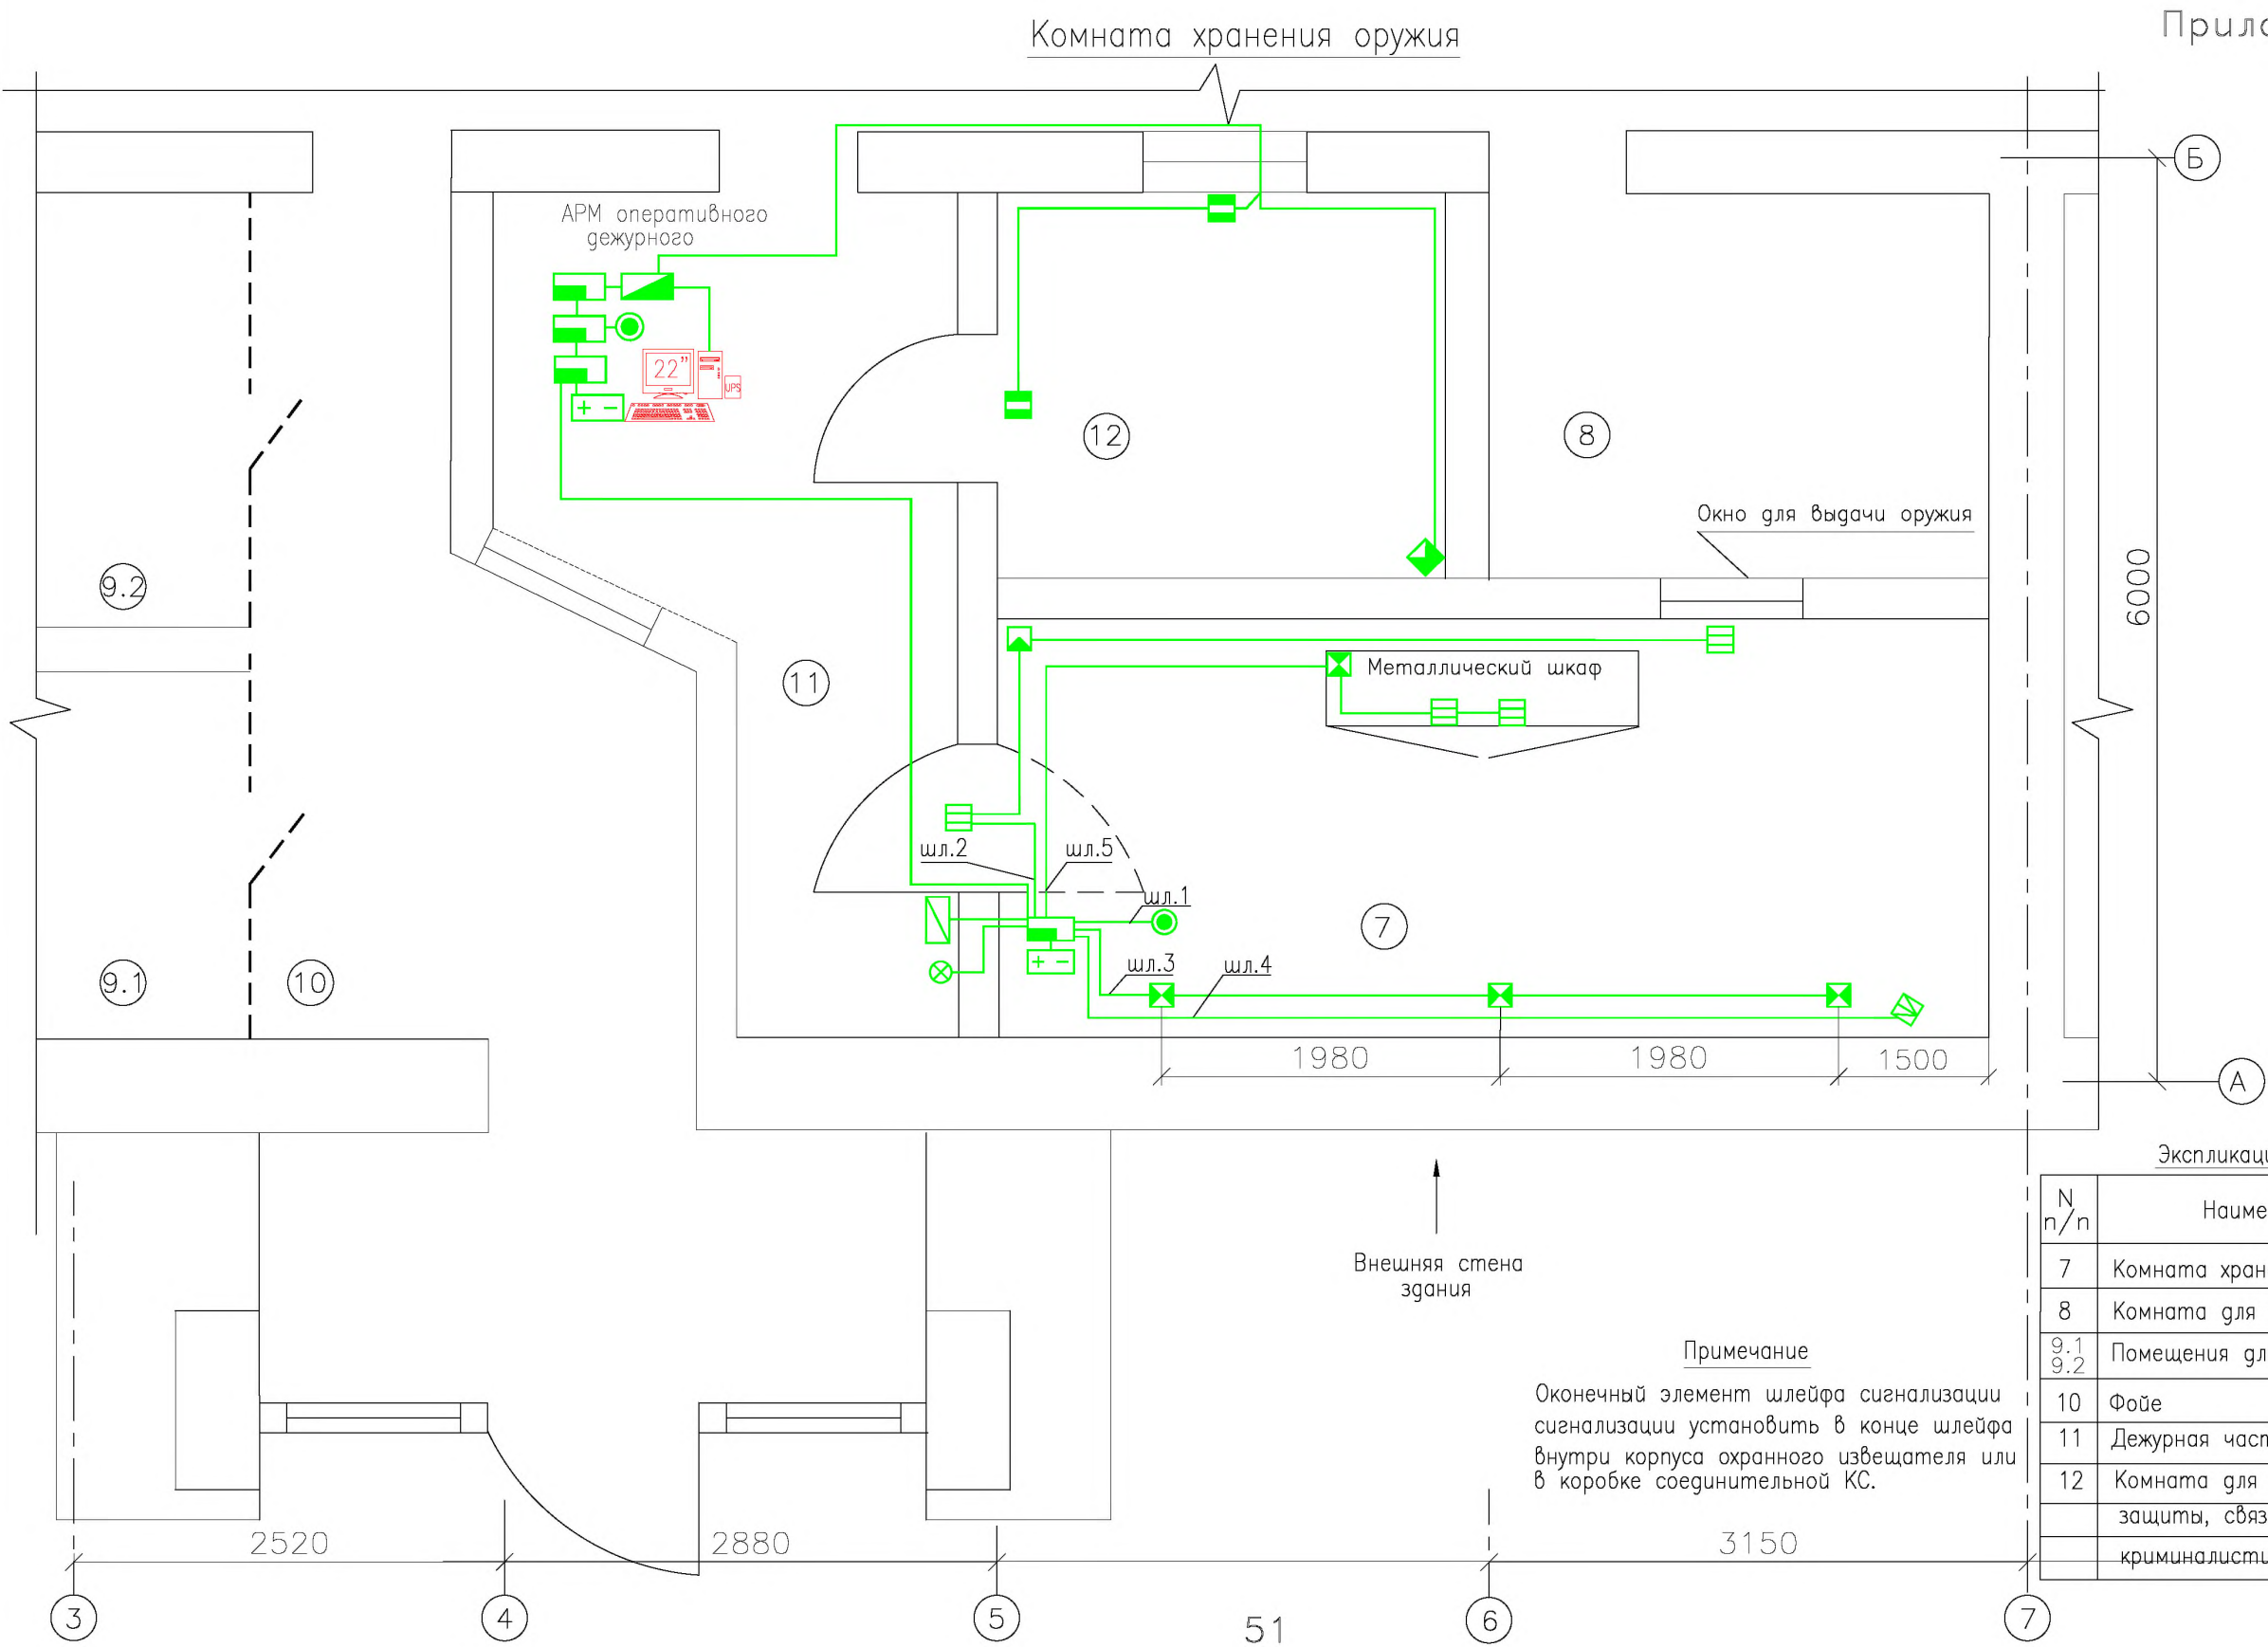 Прило
Комната хранения оружия
Б
АРМ оперативного
дежурного
22"
UPS
12
8
Окно для выдачи оружия
6000
9.2
11
Металлический шкаф
шл.2
шл.5
шл.1
7
9.1
10
шл.3
шл.4
1980
1980
1500
А
Внешняя стена
здания
Примечание
Оконечный элемент шлейфа сигнализации
сигнализации установить в конце шлейфа
внутри корпуса охранного извещателя или
в коробке соединительной КС.
Экспликаци
N
п/п
Наиме
7
Комната хран
8
Комната для
9.1
9.2
Помещения дл
10
Фойе
11
Дежурная част
12
Комната для
защиты, связ
криминалисти
2520
2880
3150
3
4
5
51
6
7